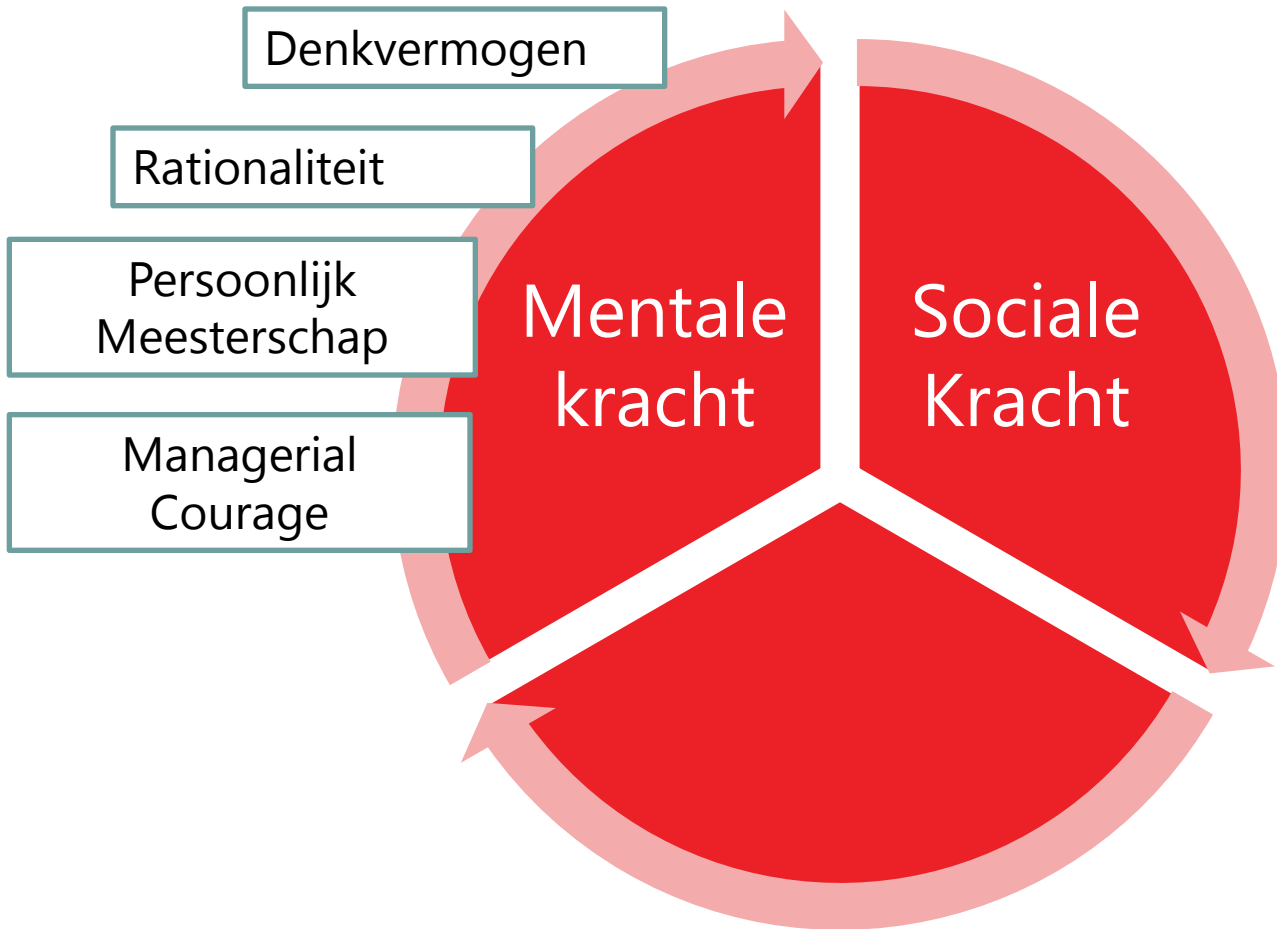 Denkvermogen
Rationaliteit
Persoonlijk
Meesterschap
Managerial
Courage
Mentale
kracht
Sociale
Kracht